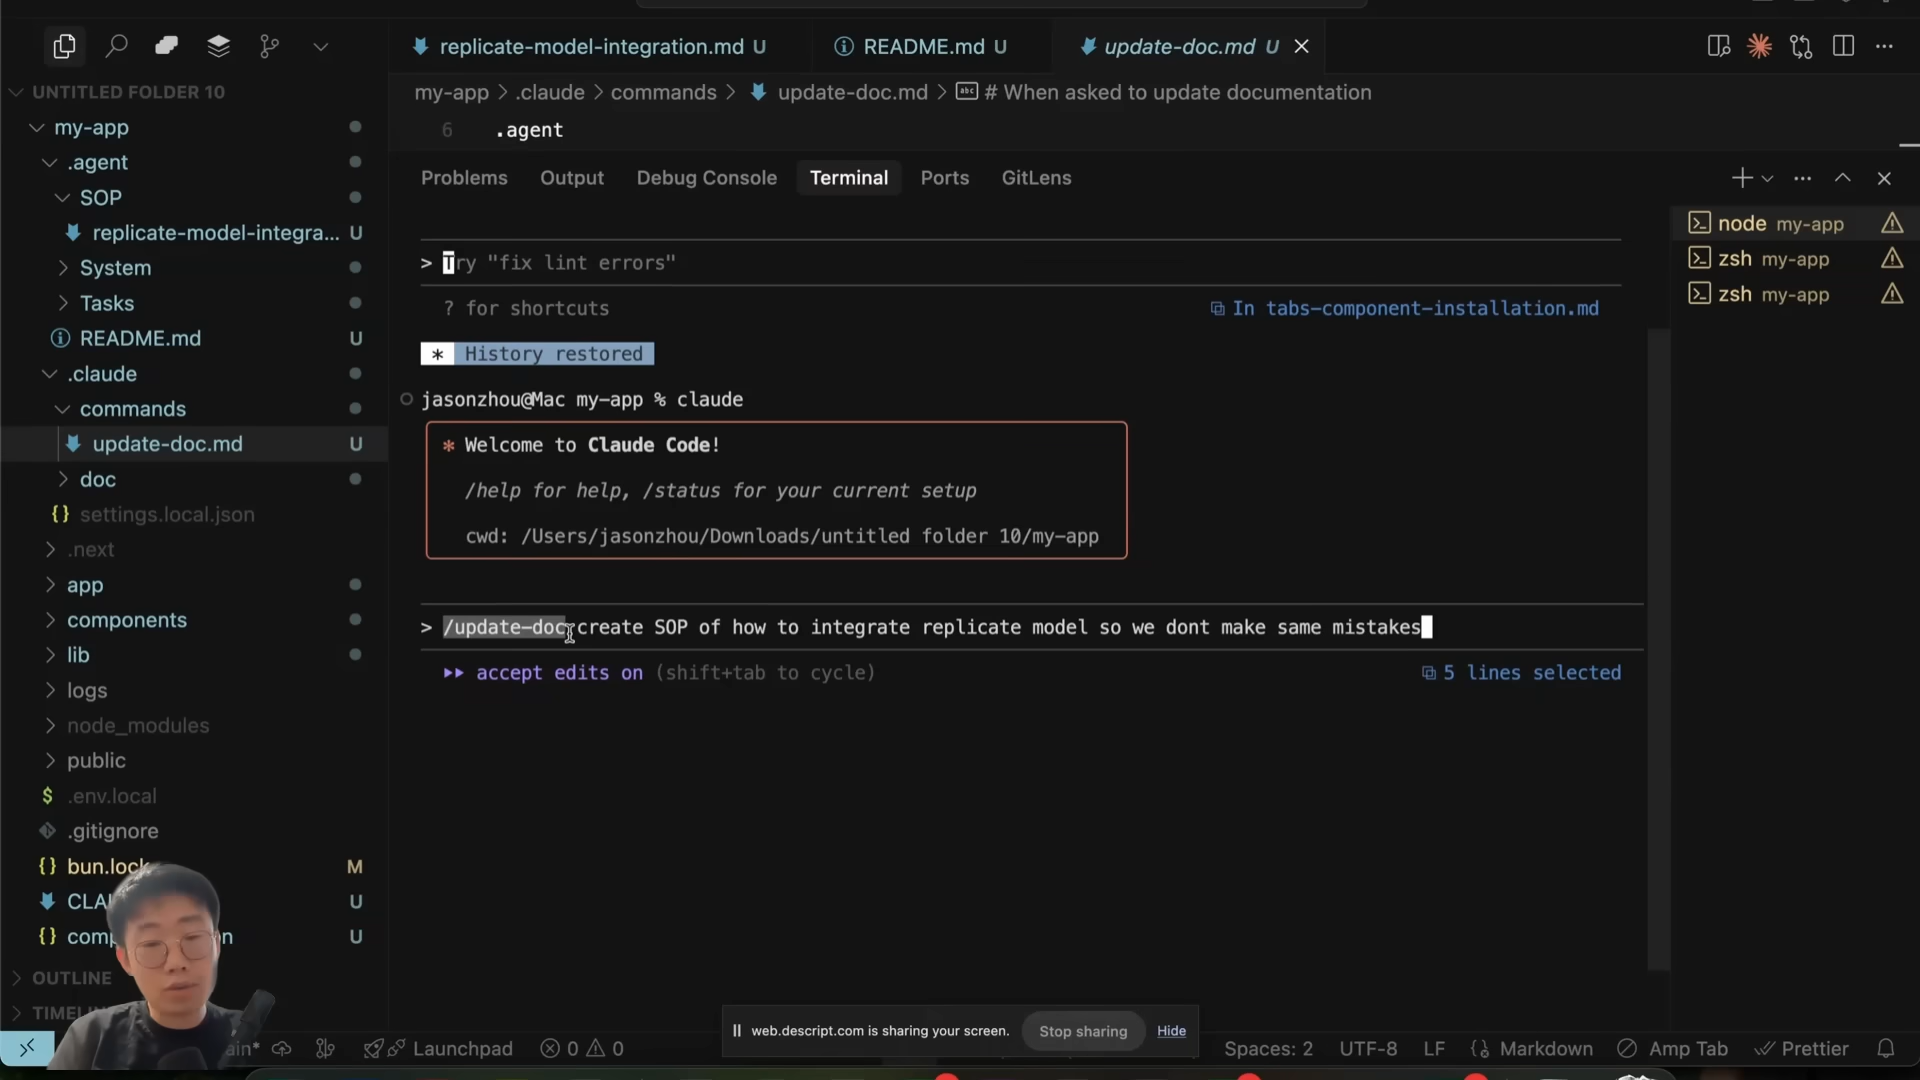 replicate-model-integration.md U
README.md U
update-doc.md U
UNTITLED FOLDER 10
my-app > .claude > commands > update-doc.md > # When asked to update documentation
6 .agent
my-app
.agent
SOP
replicate-model-integra... U
System
Tasks
README.md U
.claude
commands
update-doc.md U
doc
settings.local.json
.next
app
components
lib
logs
node_modules
public
.env.local
.gitignore
bun.lock M
U
U
OUTLINE
Problems Output Debug Console Terminal Ports GitLens
node my-app
zsh my-app
zsh my-app
> Try "fix lint errors"
? for shortcuts In tabs-component-installation.md
* History restored
jasonzhou@Mac my-app % claude
* Welcome to Claude Code!
/help for help, /status for your current setup
cwd: /Users/jasonzhou/Downloads/untitled folder 10/my-app
> /update-doc create SOP of how to integrate replicate model so we dont make same mistakes
accept edits on (shift+tab to cycle) 5 lines selected
web.descript.com is sharing your screen. Stop sharing Hide
Launchpad 0 0 Spaces: 2 UTF-8 LF {} Markdown Amp Tab Prettier